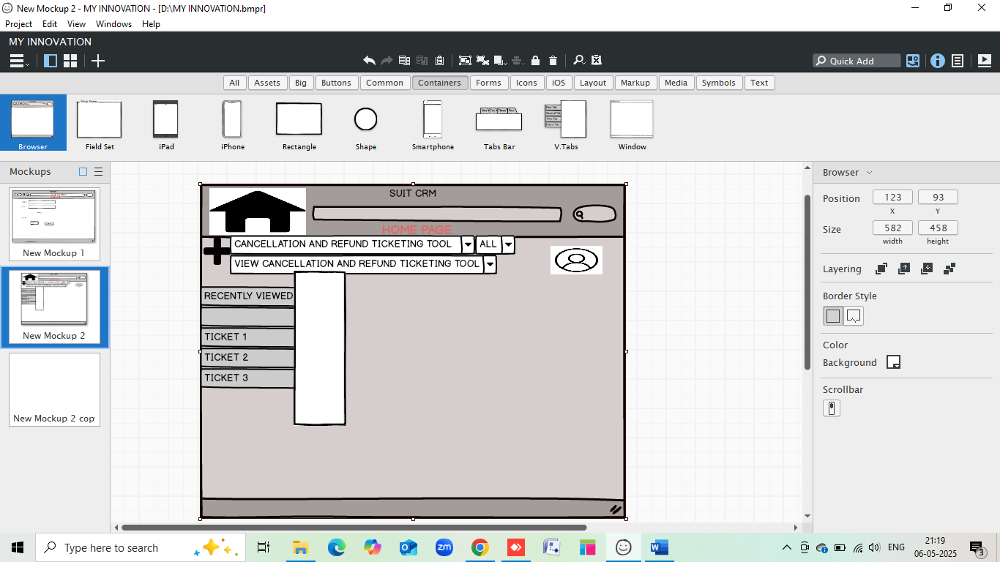 New Mockup 2 - MY INNOVATION - [D:\MY INNOVATION.bmpr]
Project Edit View Windows Help
MY INNOVATION
Quick Add
All Assets Big Buttons Common Containers Forms Icons iOS Layout Markup Media Symbols Text
Browser Field Set iPad iPhone Rectangle Shape Smartphone Tabs Bar V.Tabs Window
Mockups
New Mockup 1
New Mockup 2
New Mockup 2 cop
SUIT CRM
HOME PAGE
CANCELLATION AND REFUND TICKETING TOOL ALL
VIEW CANCELLATION AND REFUND TICKETING TOOL
RECENTLY VIEWED
TICKET 1
TICKET 2
TICKET 3
Browser
Position 123 93
X Y
Size 582 458
width height
Layering
Border Style
Color
Background
Scrollbar
Type here to search
zm
ENG
21:19
06-05-2025
3